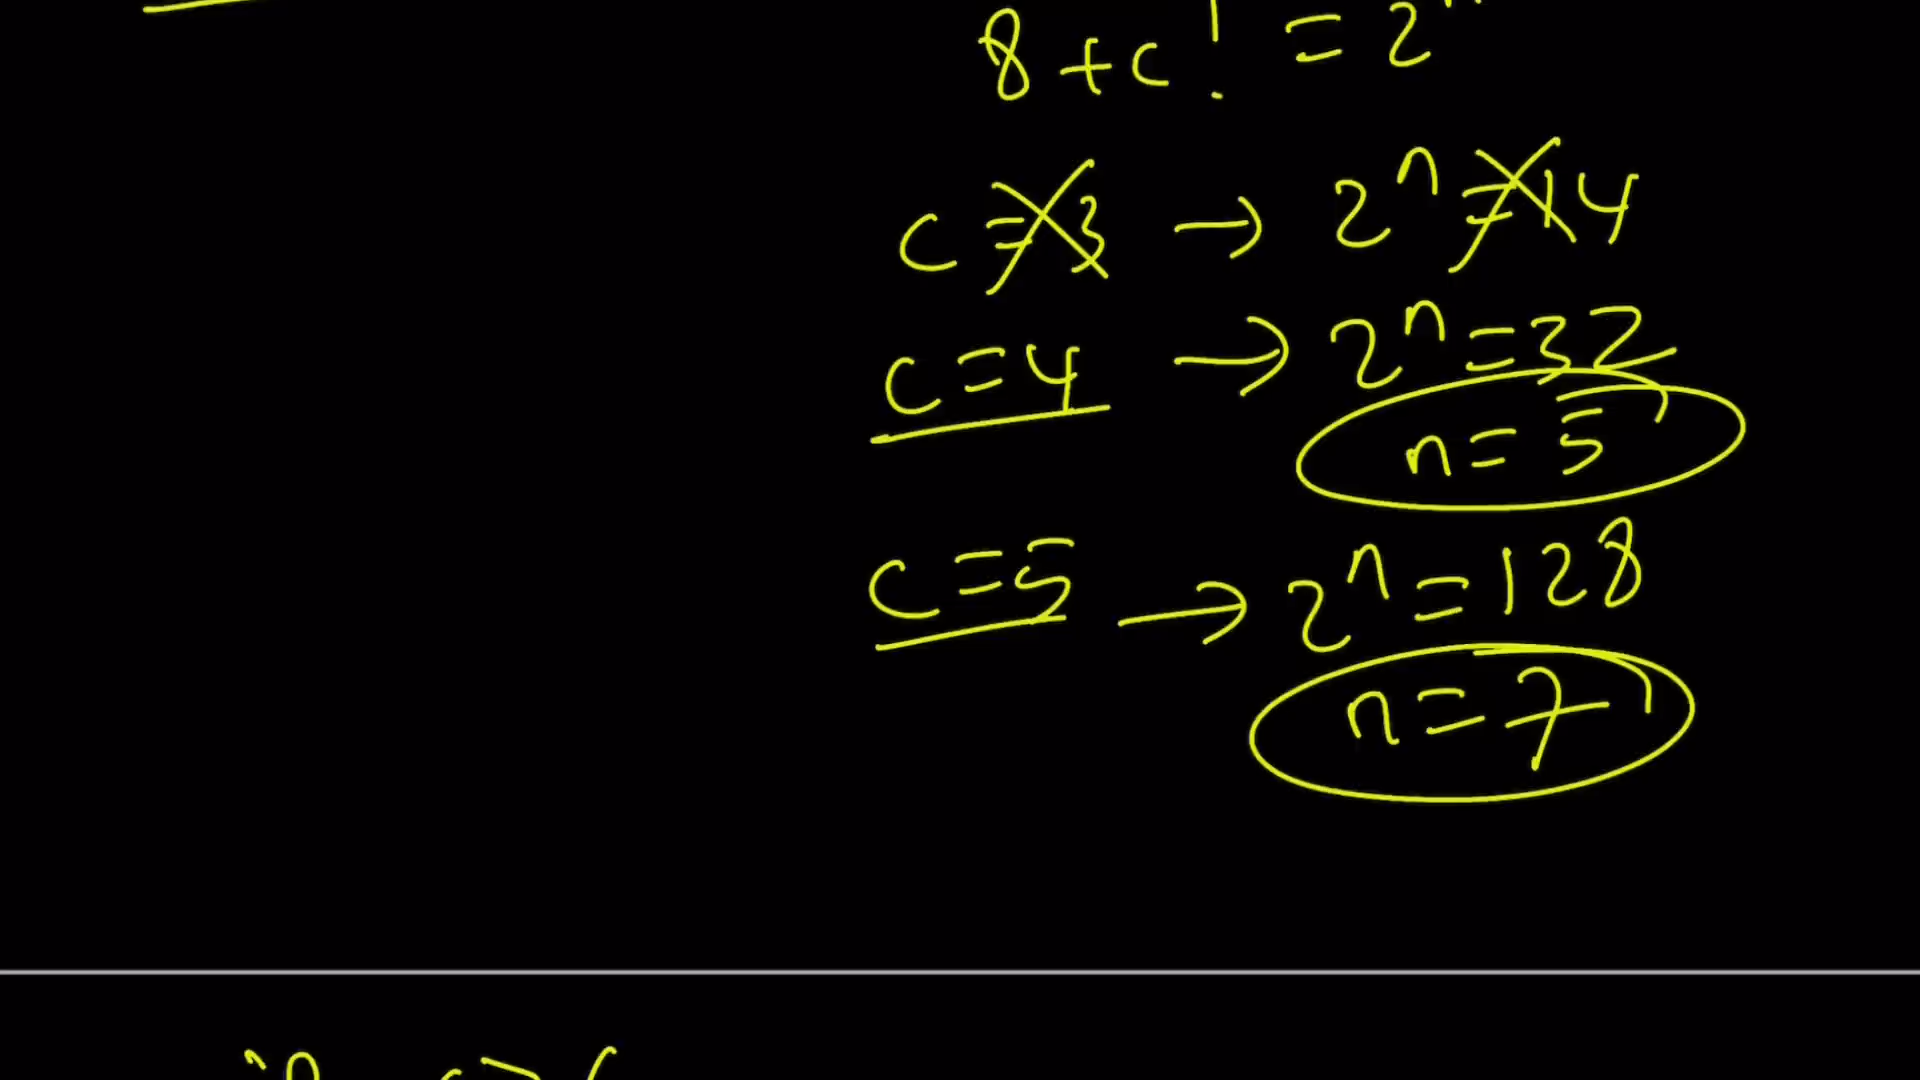 8 + c! = 2ⁿ
c = 3 → 2ⁿ = 14
c = 4 → 2ⁿ = 32
n = 5
c = 5 → 2ⁿ = 128
n = 7